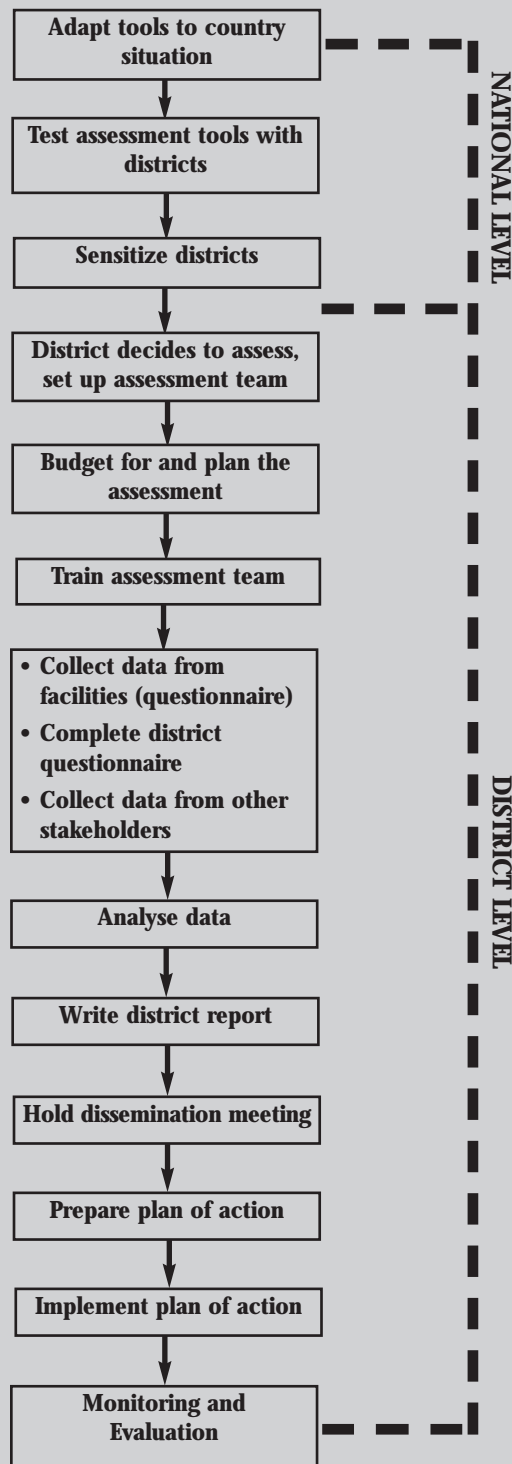 Adapt tools to country
situation
Test assessment tools with
districts
Sensitize districts
NATIONAL LEVEL
District decides to assess,
set up assessment team
Budget for and plan the
assessment
Train assessment team
• Collect data from
facilities (questionnaire)
• Complete district
questionnaire
• Collect data from other
stakeholders
Analyse data
Write district report
Hold dissemination meeting
Prepare plan of action
Implement plan of action
Monitoring and
Evaluation
DISTRICT LEVEL